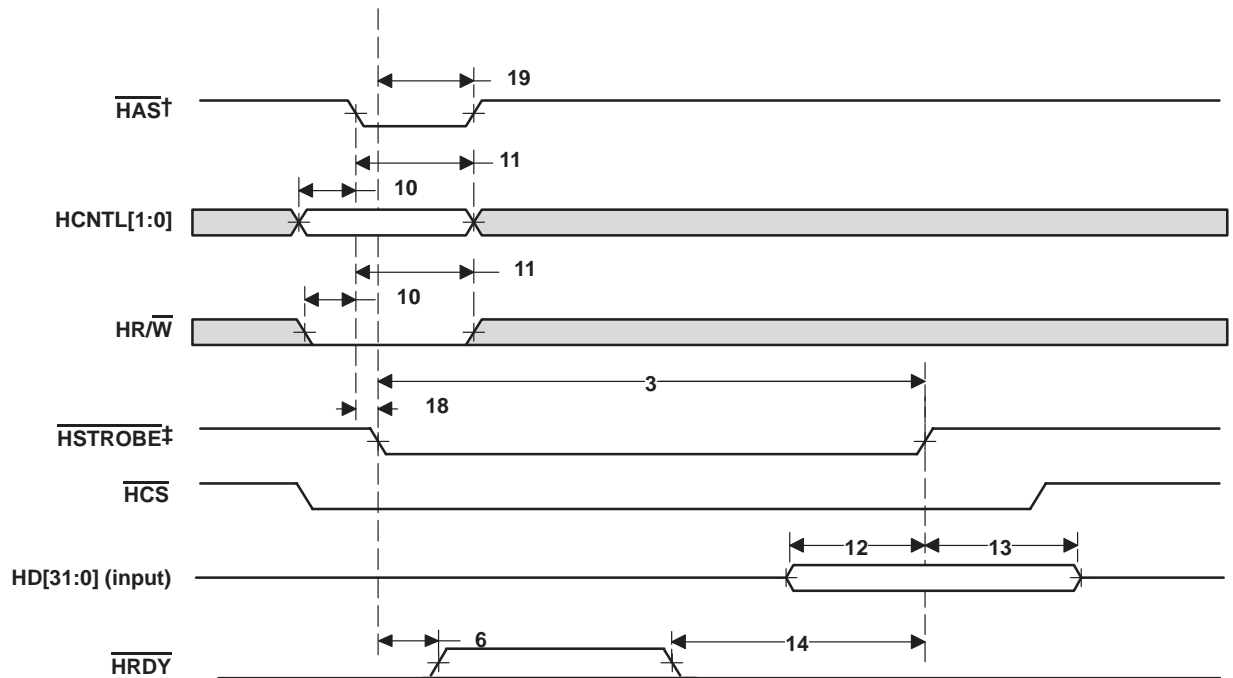 19
HAS†
11
10
HCNTL[1:0]
11
10
HR/W
3
18
HSTROBE‡
HCS
12
13
HD[31:0] (input)
6
14
HRDY